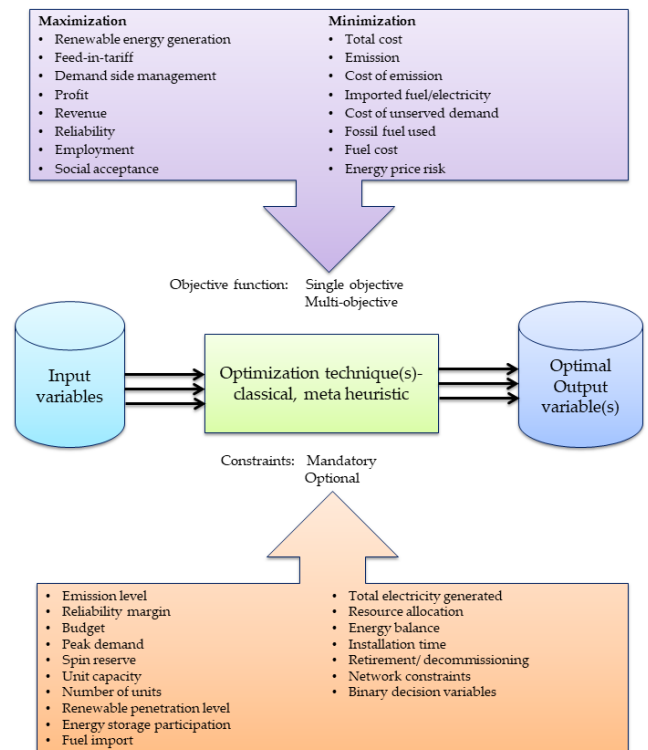 Maximization
• Renewable energy generation
• Feed-in-tariff
• Demand side management
• Profit
• Revenue
• Reliability
• Employment
• Social acceptance
Minimization
• Total cost
• Emission
• Cost of emission
• Imported fuel/electricity
• Cost of unserved demand
• Fossil fuel used
• Fuel cost
• Energy price risk
Objective function: Single objective
Multi-objective
Input
variables
Optimization technique(s)-
classical, meta heuristic
Optimal
Output
variable(s)
Constraints: Mandatory
Optional
• Emission level
• Reliability margin
• Budget
• Peak demand
• Spin reserve
• Unit capacity
• Number of units
• Renewable penetration level
• Energy storage participation
• Fuel import
• Total electricity generated
• Resource allocation
• Energy balance
• Installation time
• Retirement/ decommissioning
• Network constraints
• Binary decision variables